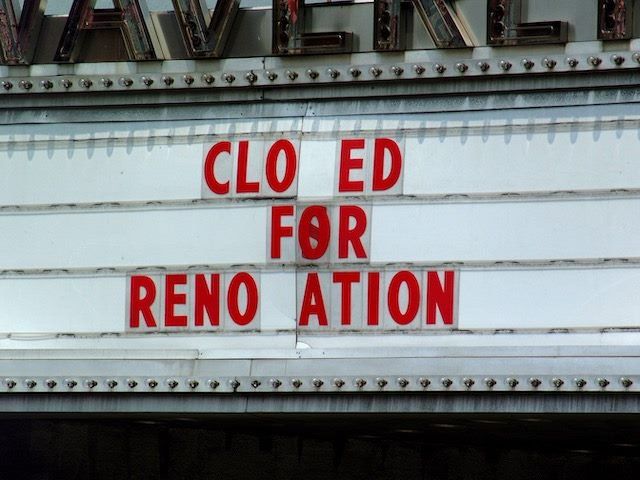 CLO ED
FOR
RENO ATION